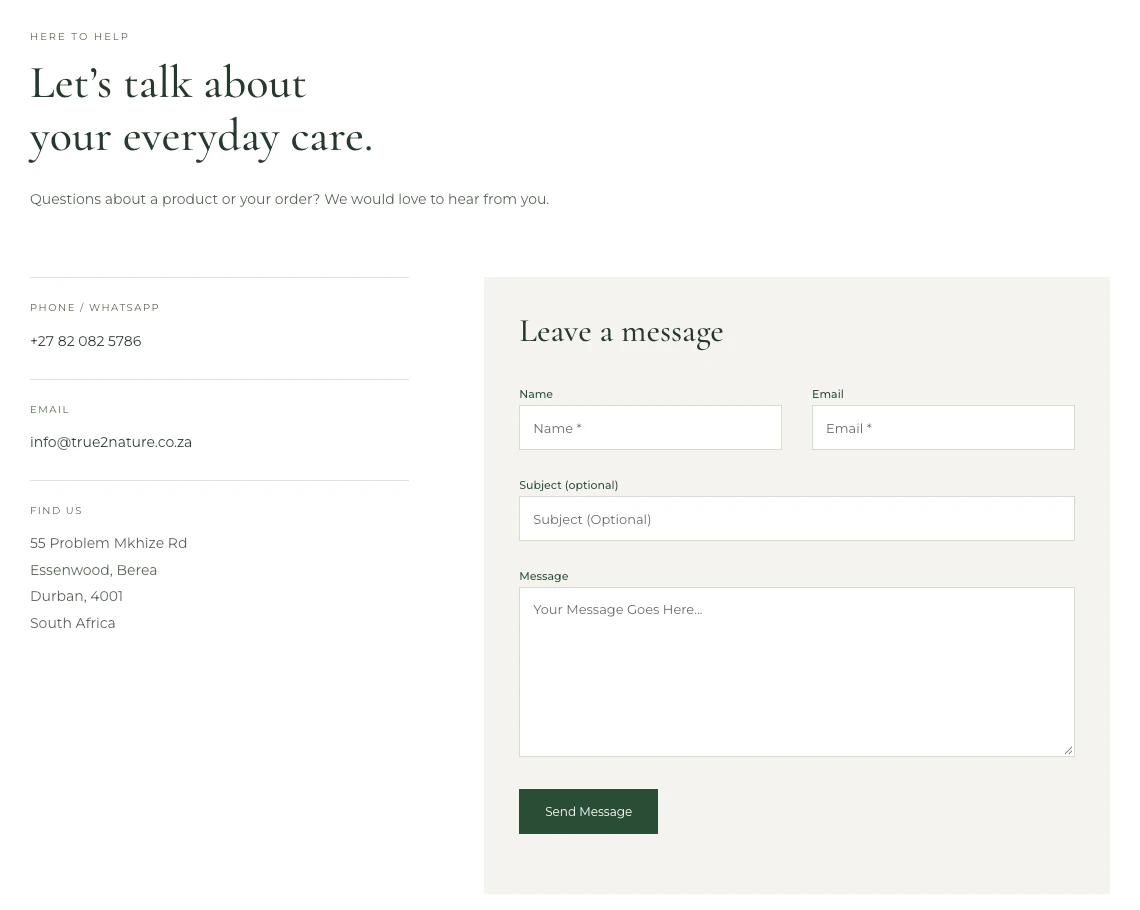 HERE TO HELP
Let’s talk about
your everyday care.
Questions about a product or your order? We would love to hear from you.
PHONE / WHATSAPP
+27 82 082 5786
EMAIL
info@true2nature.co.za
FIND US
55 Problem Mkhize Rd
Essenwood, Berea
Durban, 4001
South Africa
Leave a message
Name
Name *
Email
Email *
Subject (optional)
Subject (Optional)
Message
Your Message Goes Here...
Send Message